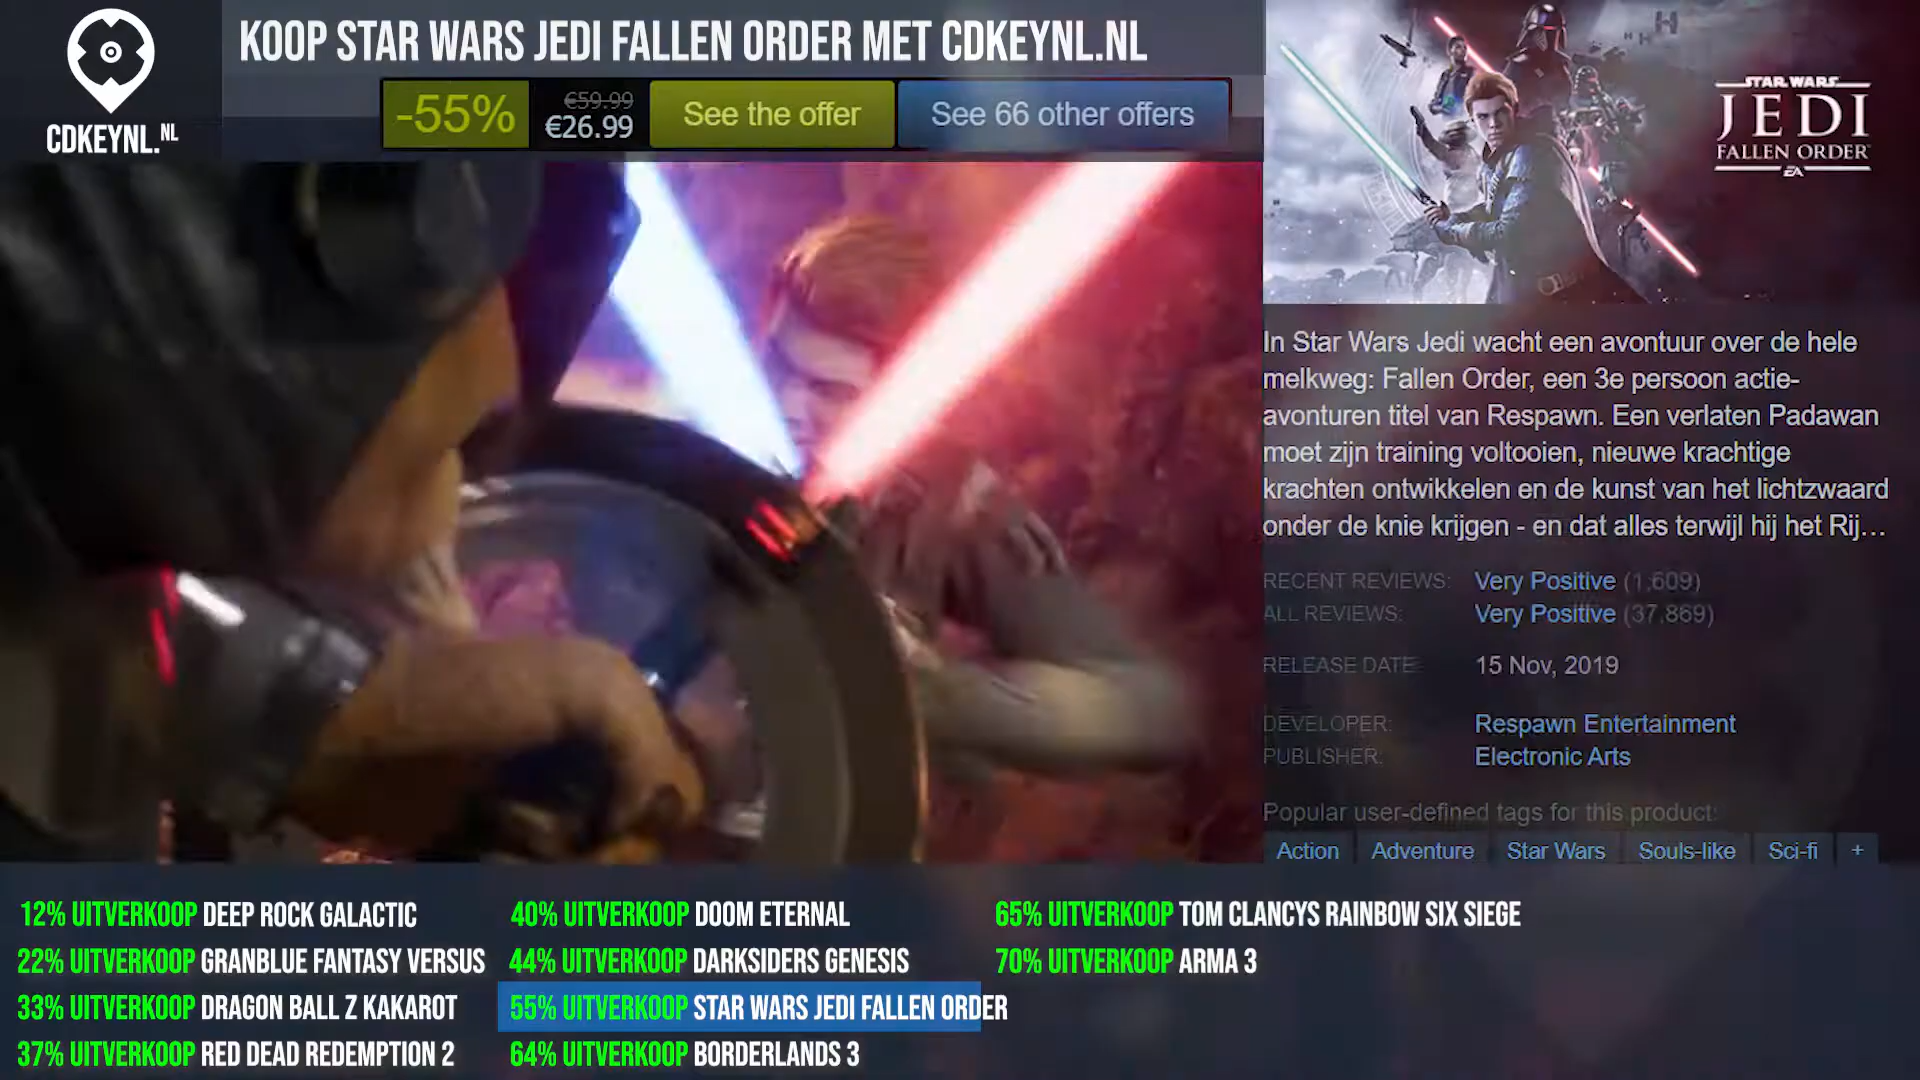 CDKEYNL.NL
KOOP STAR WARS JEDI FALLEN ORDER MET CDKEYNL.NL
-55%
€59.99
€26.99
See the offer
See 66 other offers
STAR WARS
JEDI
FALLEN ORDER
EA
In Star Wars Jedi wacht een avontuur over de hele
melkweg: Fallen Order, een 3e persoon actie-
avonturen titel van Respawn. Een verlaten Padawan
moet zijn training voltooien, nieuwe krachtige
krachten ontwikkelen en de kunst van het lichtzwaard
onder de knie krijgen - en dat alles terwijl hij het Rij...
RECENT REVIEWS: Very Positive (1,609)
ALL REVIEWS: Very Positive (37,869)
RELEASE DATE: 15 Nov, 2019
DEVELOPER: Respawn Entertainment
PUBLISHER: Electronic Arts
Popular user-defined tags for this product:
Action Adventure Star Wars Souls-like Sci-fi +
12% UITVERKOOP DEEP ROCK GALACTIC
22% UITVERKOOP GRANBLUE FANTASY VERSUS
33% UITVERKOOP DRAGON BALL Z KAKAROT
37% UITVERKOOP RED DEAD REDEMPTION 2
40% UITVERKOOP DOOM ETERNAL
44% UITVERKOOP DARKSIDERS GENESIS
55% UITVERKOOP STAR WARS JEDI FALLEN ORDER
64% UITVERKOOP BORDERLANDS 3
65% UITVERKOOP TOM CLANCYS RAINBOW SIX SIEGE
70% UITVERKOOP ARMA 3